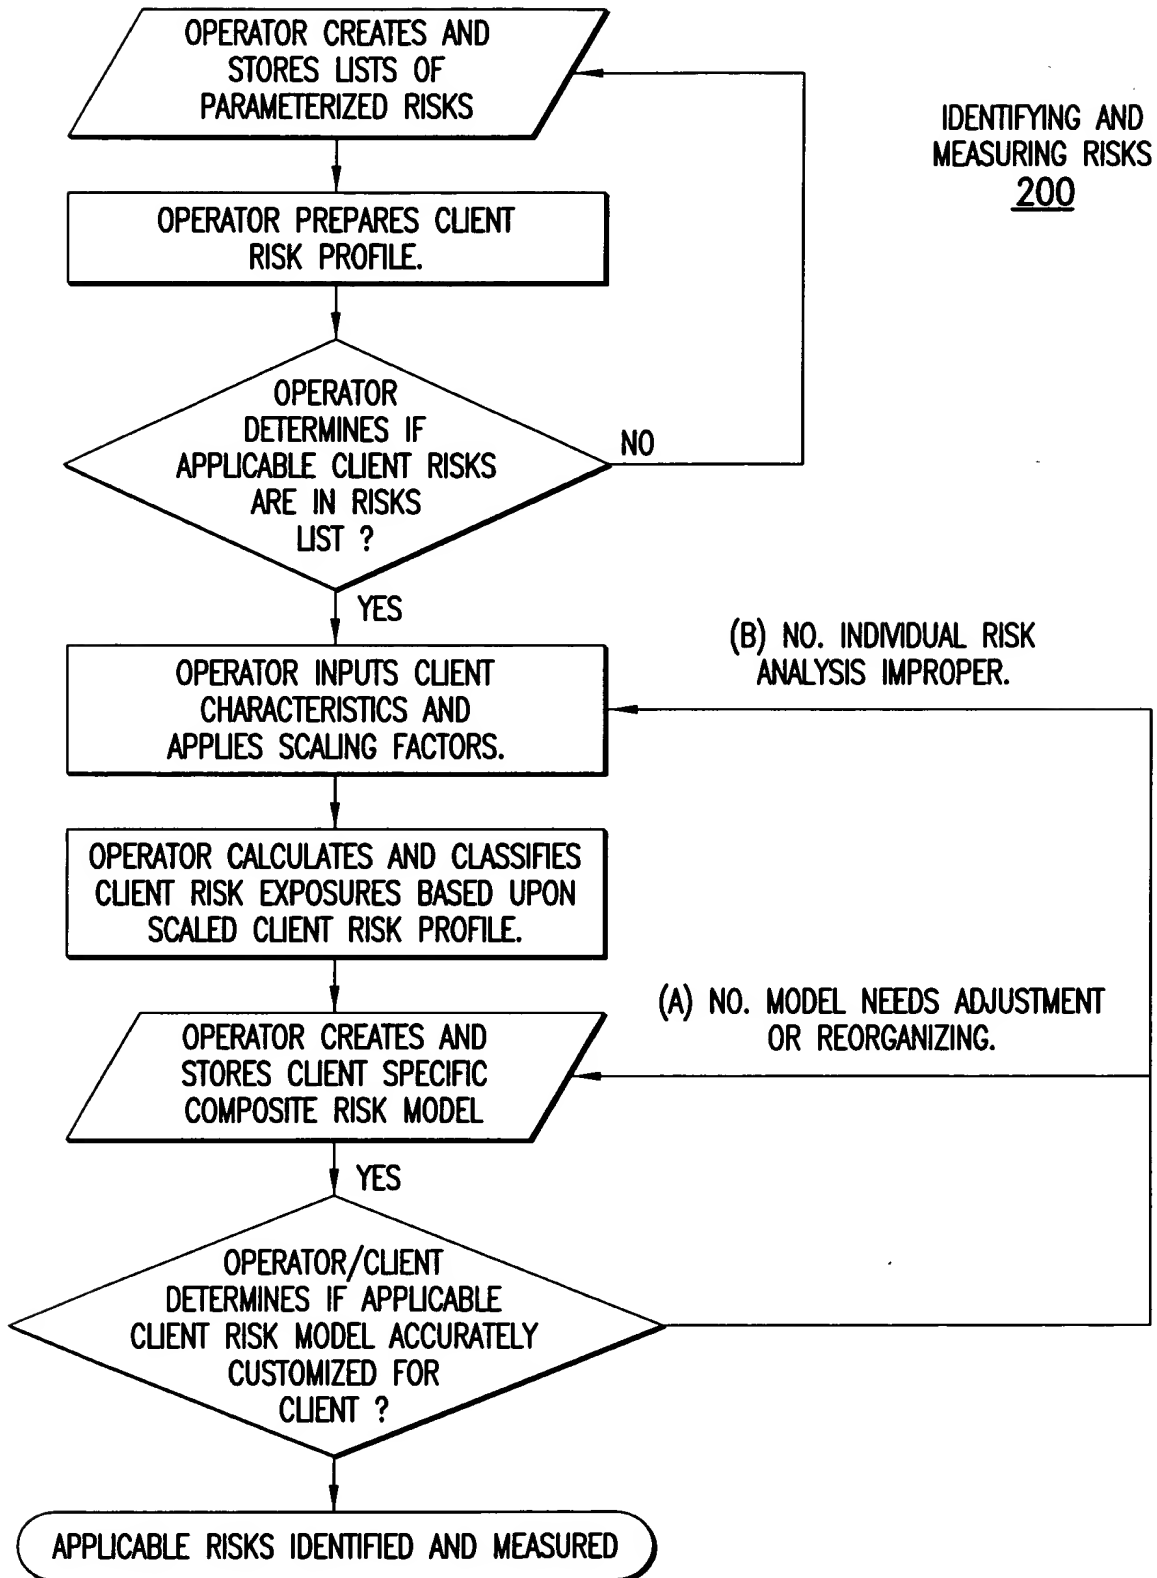 OPERATOR CREATES AND
STORES LISTS OF
PARAMETERIZED RISKS
IDENTIFYING AND
MEASURING RISKS
200
OPERATOR PREPARES CLIENT
RISK PROFILE.
OPERATOR
DETERMINES IF
APPLICABLE CLIENT RISKS
ARE IN RISKS
LIST ?
NO
YES
(B) NO. INDIVIDUAL RISK
ANALYSIS IMPROPER.
OPERATOR INPUTS CLIENT
CHARACTERISTICS AND
APPLIES SCALING FACTORS.
OPERATOR CALCULATES AND CLASSIFIES
CLIENT RISK EXPOSURES BASED UPON
SCALED CLIENT RISK PROFILE.
(A) NO. MODEL NEEDS ADJUSTMENT
OR REORGANIZING.
OPERATOR CREATES AND
STORES CLIENT SPECIFIC
COMPOSITE RISK MODEL
YES
OPERATOR/CLIENT
DETERMINES IF APPLICABLE
CLIENT RISK MODEL ACCURATELY
CUSTOMIZED FOR
CLIENT ?
APPLICABLE RISKS IDENTIFIED AND MEASURED